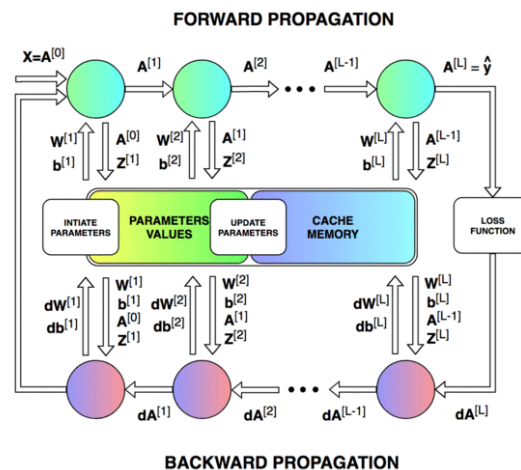 FORWARD PROPAGATION
X=A[0]
A[1]
A[2]
A[L-1]
A[L] = ŷ
W[1]
b[1]
A[0]
Z[1]
W[2]
b[2]
A[1]
Z[2]
W[L]
b[L]
A[L-1]
Z[L]
INTIATE
PARAMETERS
PARAMETERS
VALUES
UPDATE
PARAMETERS
CACHE
MEMORY
LOSS
FUNCTION
dW[1]
db[1]
W[1]
b[1]
A[0]
Z[1]
dW[2]
db[2]
W[2]
b[2]
A[1]
Z[2]
dW[L]
db[L]
W[L]
b[L]
A[L-1]
Z[L]
dA[1]
dA[2]
dA[L-1]
dA[L]
BACKWARD PROPAGATION